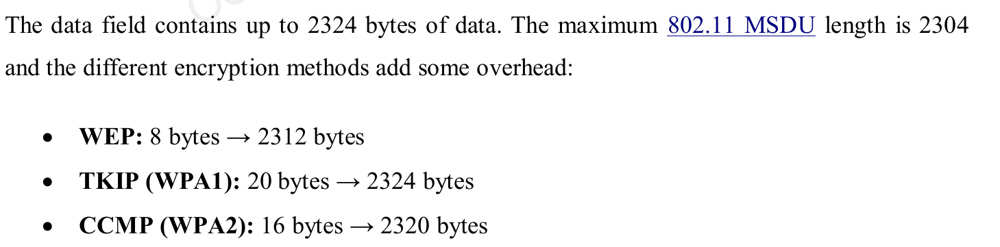 The data field contains up to 2324 bytes of data. The maximum 802.11 MSDU length is 2304
and the different encryption methods add some overhead:
• WEP: 8 bytes → 2312 bytes
• TKIP (WPA1): 20 bytes → 2324 bytes
• CCMP (WPA2): 16 bytes → 2320 bytes